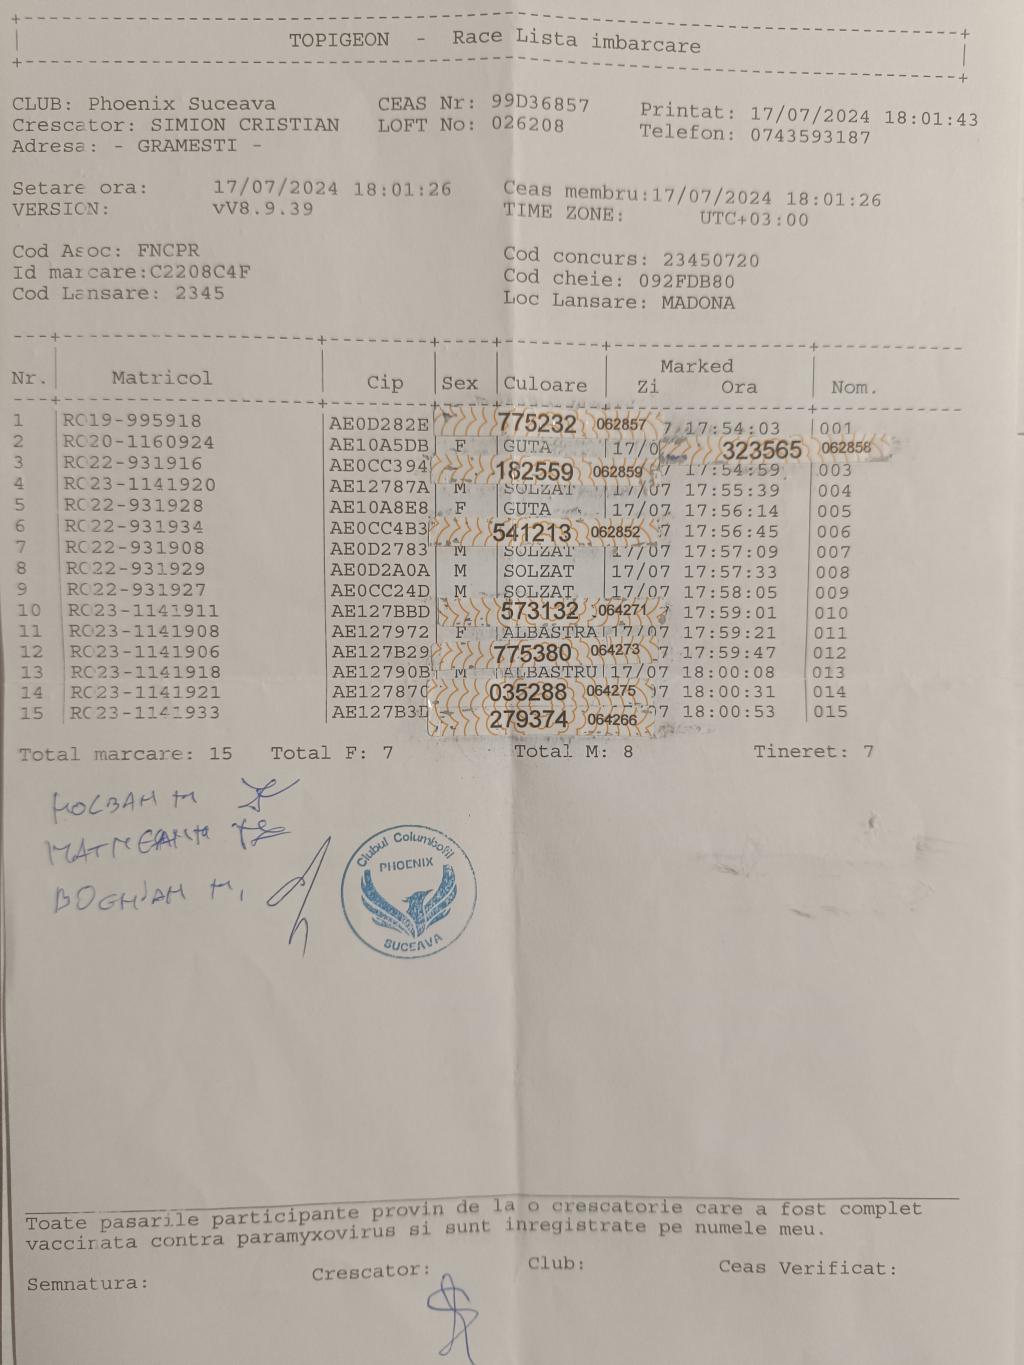 TOPIGEON - Race Lista imbarcare
CLUB: Phoenix Suceava CEAS Nr: 99D36857 Printat: 17/07/2024 18:01:43
Crescator: SIMION CRISTIAN LOFT No: 026208 Telefon: 0743593187
Adresa: - GRAMESTI -
Setare ora: 17/07/2024 18:01:26 Ceas membru:17/07/2024 18:01:26
VERSION: vV8.9.39 TIME ZONE: UTC+03:00
Cod Asoc: FNCPR Cod concurs: 23450720
Id marcare:C2208C4F Cod cheie: 092FDB80
Cod Lansare: 2345 Loc Lansare: MADONA
Marked
Nr. Matricol Cip Sex Culoare Zi Ora Nom.
1 RO19-995918 AE0D282E 775232 062857 7 17:54:03 001
2 RO20-1160924 AE10A5DB F GUTA 17/0 323565 062858
3 RO22-931916 AE0CC394 182559 062859 7 17:54:59 003
4 RO23-1141920 AE12787A M SOLZAT 17/07 17:55:39 004
5 RO22-931928 AE10A8E8 F GUTA 17/07 17:56:14 005
6 RO22-931934 AE0CC4B3 541213 062852 7 17:56:45 006
7 RO22-931908 AE0D2783 M SOLZAT 17/07 17:57:09 007
8 RO22-931929 AE0D2A0A M SOLZAT 17/07 17:57:33 008
9 RO22-931927 AE0CC24D M SOLZAT 17/07 17:58:05 009
10 RO23-1141911 AE127BBD 573132 064271 7 17:59:01 010
11 RO23-1141908 AE127972 F ALBASTRA 17/07 17:59:21 011
12 RO23-1141906 AE127B29 775380 064273 7 17:59:47 012
13 RO23-1141918 AE12790B M ALBASTRU 17/07 18:00:08 013
14 RO23-1141921 AE127870 035288 064275 07 18:00:31 014
15 RO23-1141933 AE127B3D 279374 064266 07 18:00:53 015
Total marcare: 15 Total F: 7 Total M: 8 Tineret: 7
Clubul Columbofil
PHOENIX
SUCEAVA
Toate pasarile participante provin de la o crescatorie care a fost complet
vaccinata contra paramyxovirus si sunt inregistrate pe numele meu.
Semnatura: Crescator: Club: Ceas Verificat: